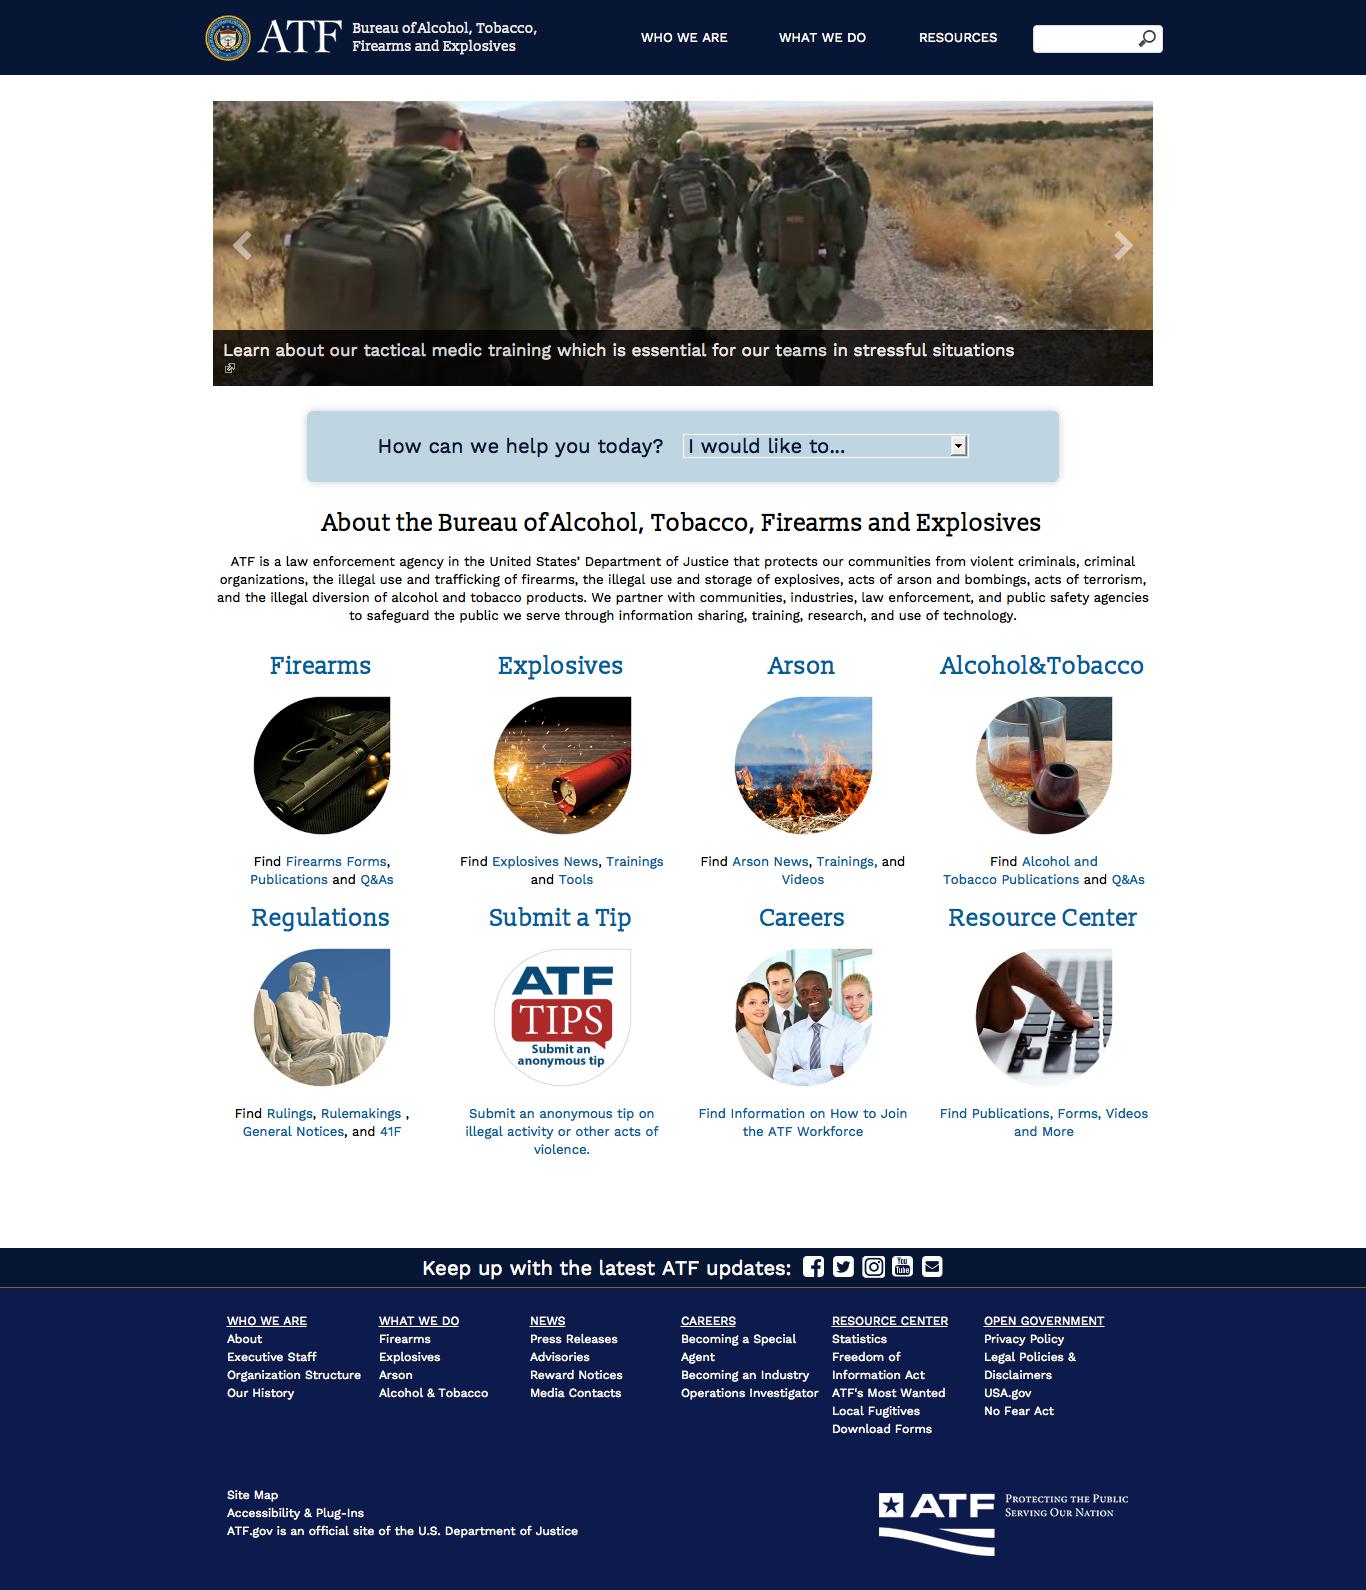 ATF Bureau of Alcohol, Tobacco,
Firearms and Explosives
WHO WE ARE
WHAT WE DO
RESOURCES
Learn about our tactical medic training which is essential for our teams in stressful situations
How can we help you today? I would like to...
About the Bureau of Alcohol, Tobacco, Firearms and Explosives
ATF is a law enforcement agency in the United States’ Department of Justice that protects our communities from violent criminals, criminal
organizations, the illegal use and trafficking of firearms, the illegal use and storage of explosives, acts of arson and bombings, acts of terrorism,
and the illegal diversion of alcohol and tobacco products. We partner with communities, industries, law enforcement, and public safety agencies
to safeguard the public we serve through information sharing, training, research, and use of technology.
Firearms
Find Firearms Forms,
Publications and Q&As
Explosives
Find Explosives News, Trainings
and Tools
Arson
Find Arson News, Trainings, and
Videos
Alcohol&Tobacco
Find Alcohol and
Tobacco Publications and Q&As
Regulations
Find Rulings, Rulemakings ,
General Notices, and 41F
Submit a Tip
ATF
TIPS
Submit an
anonymous tip
Submit an anonymous tip on
illegal activity or other acts of
violence.
Careers
Find Information on How to Join
the ATF Workforce
Resource Center
Find Publications, Forms, Videos
and More
Keep up with the latest ATF updates:
You
Tube
WHO WE ARE
About
Executive Staff
Organization Structure
Our History
WHAT WE DO
Firearms
Explosives
Arson
Alcohol & Tobacco
NEWS
Press Releases
Advisories
Reward Notices
Media Contacts
CAREERS
Becoming a Special
Agent
Becoming an Industry
Operations Investigator
RESOURCE CENTER
Statistics
Freedom of
Information Act
ATF's Most Wanted
Local Fugitives
Download Forms
OPEN GOVERNMENT
Privacy Policy
Legal Policies &
Disclaimers
USA.gov
No Fear Act
Site Map
Accessibility & Plug-Ins
ATF.gov is an official site of the U.S. Department of Justice
ATF
Protecting the Public
Serving Our Nation